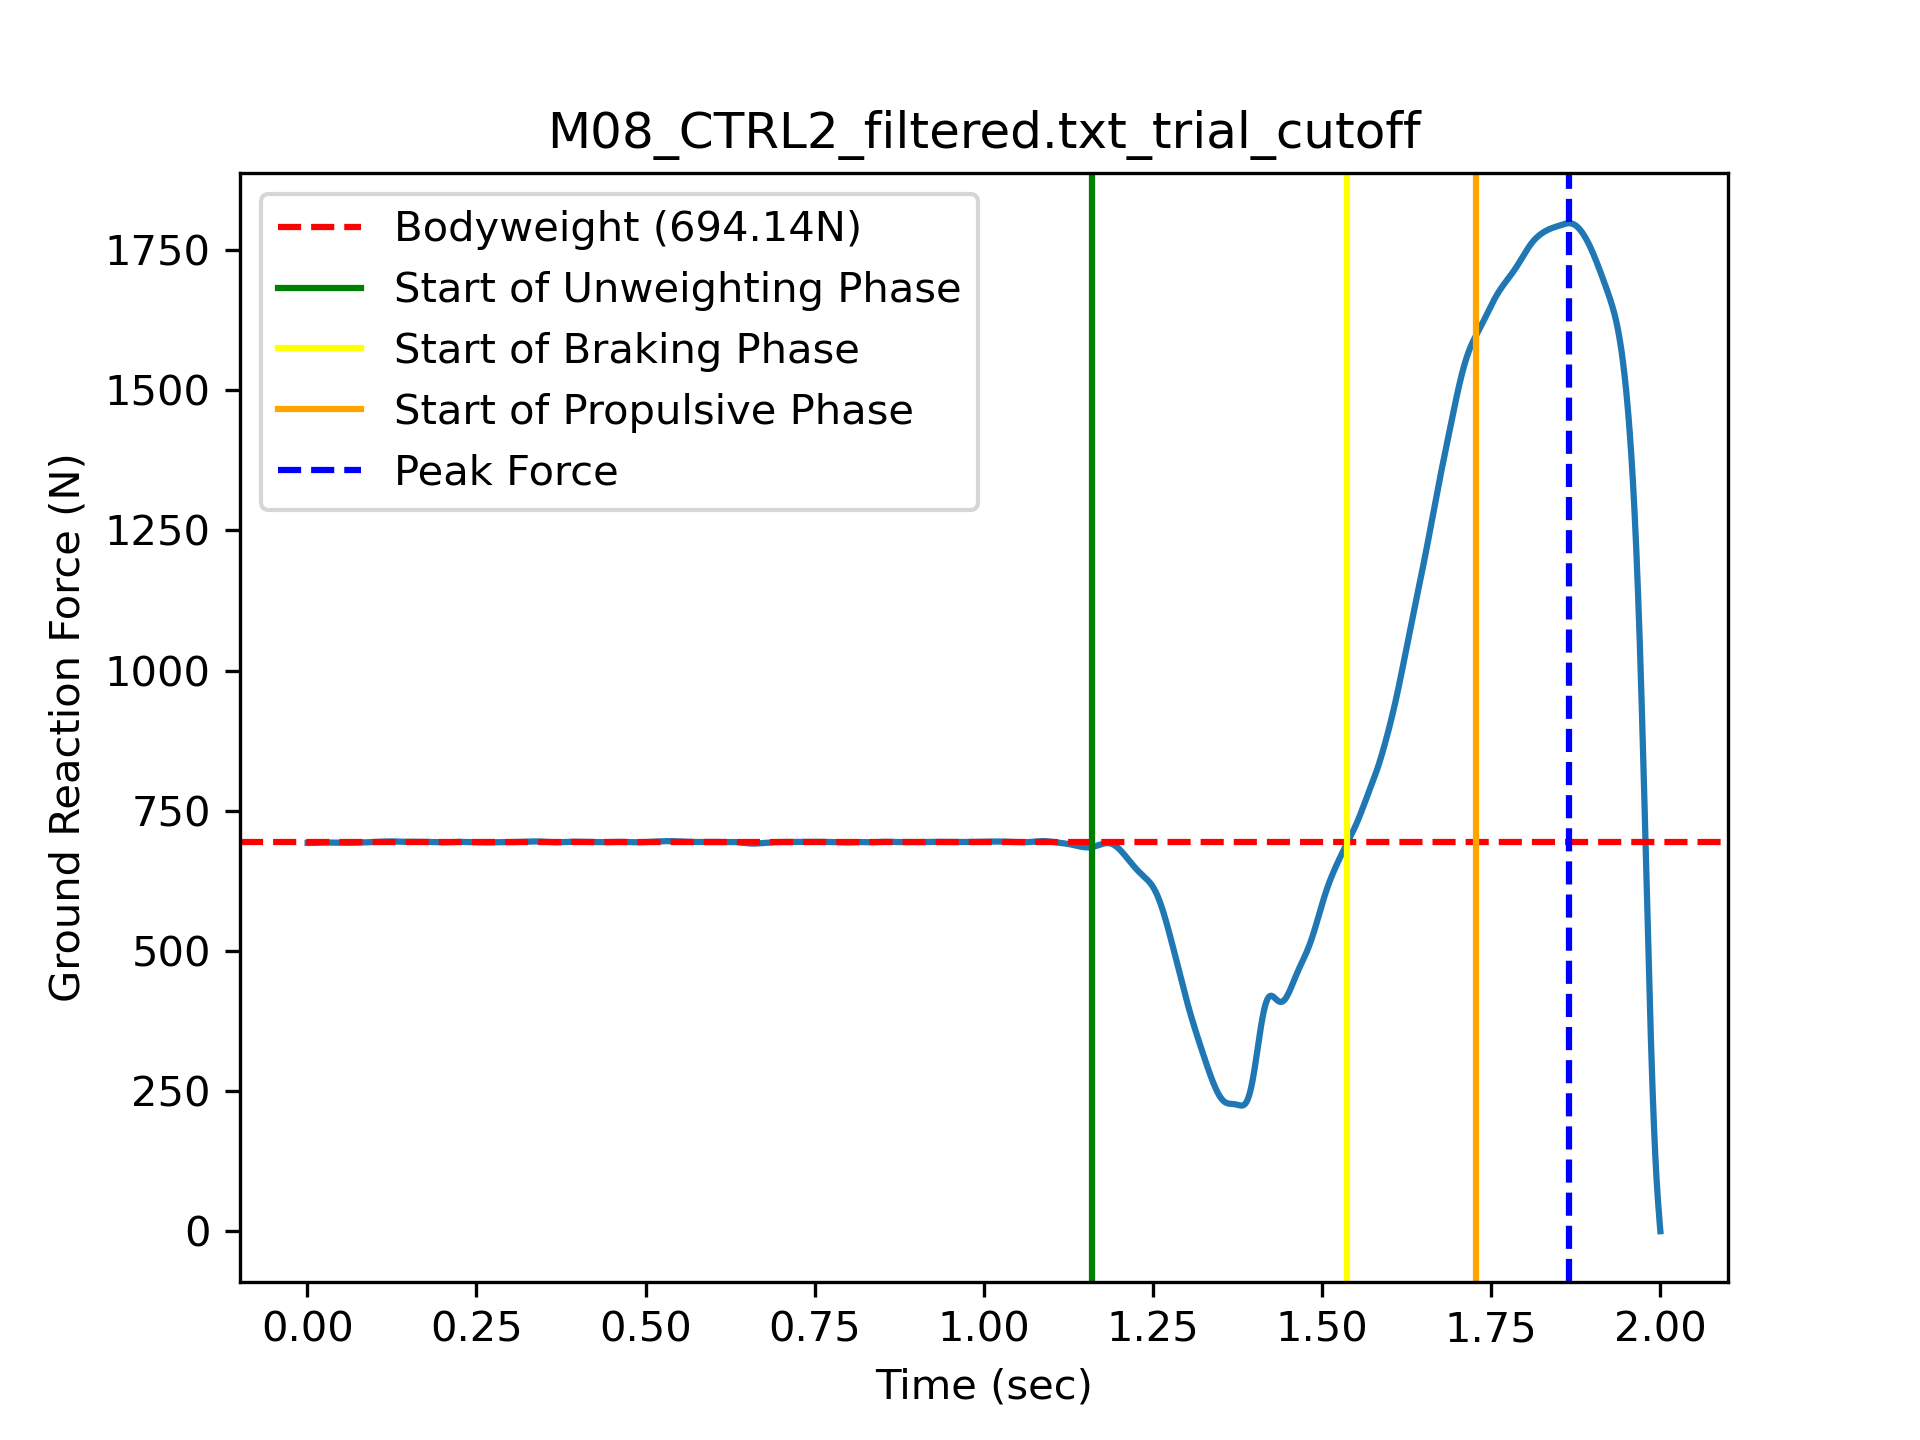 M08_CTRL2_filtered.txt_trial_cutoff
Bodyweight (694.14N)
Start of Unweighting Phase
Start of Braking Phase
Start of Propulsive Phase
Peak Force
Ground Reaction Force (N)
1750
1500
1250
1000
750
500
250
0
0.00 0.25 0.50 0.75 1.00 1.25 1.50 1.75 2.00
Time (sec)